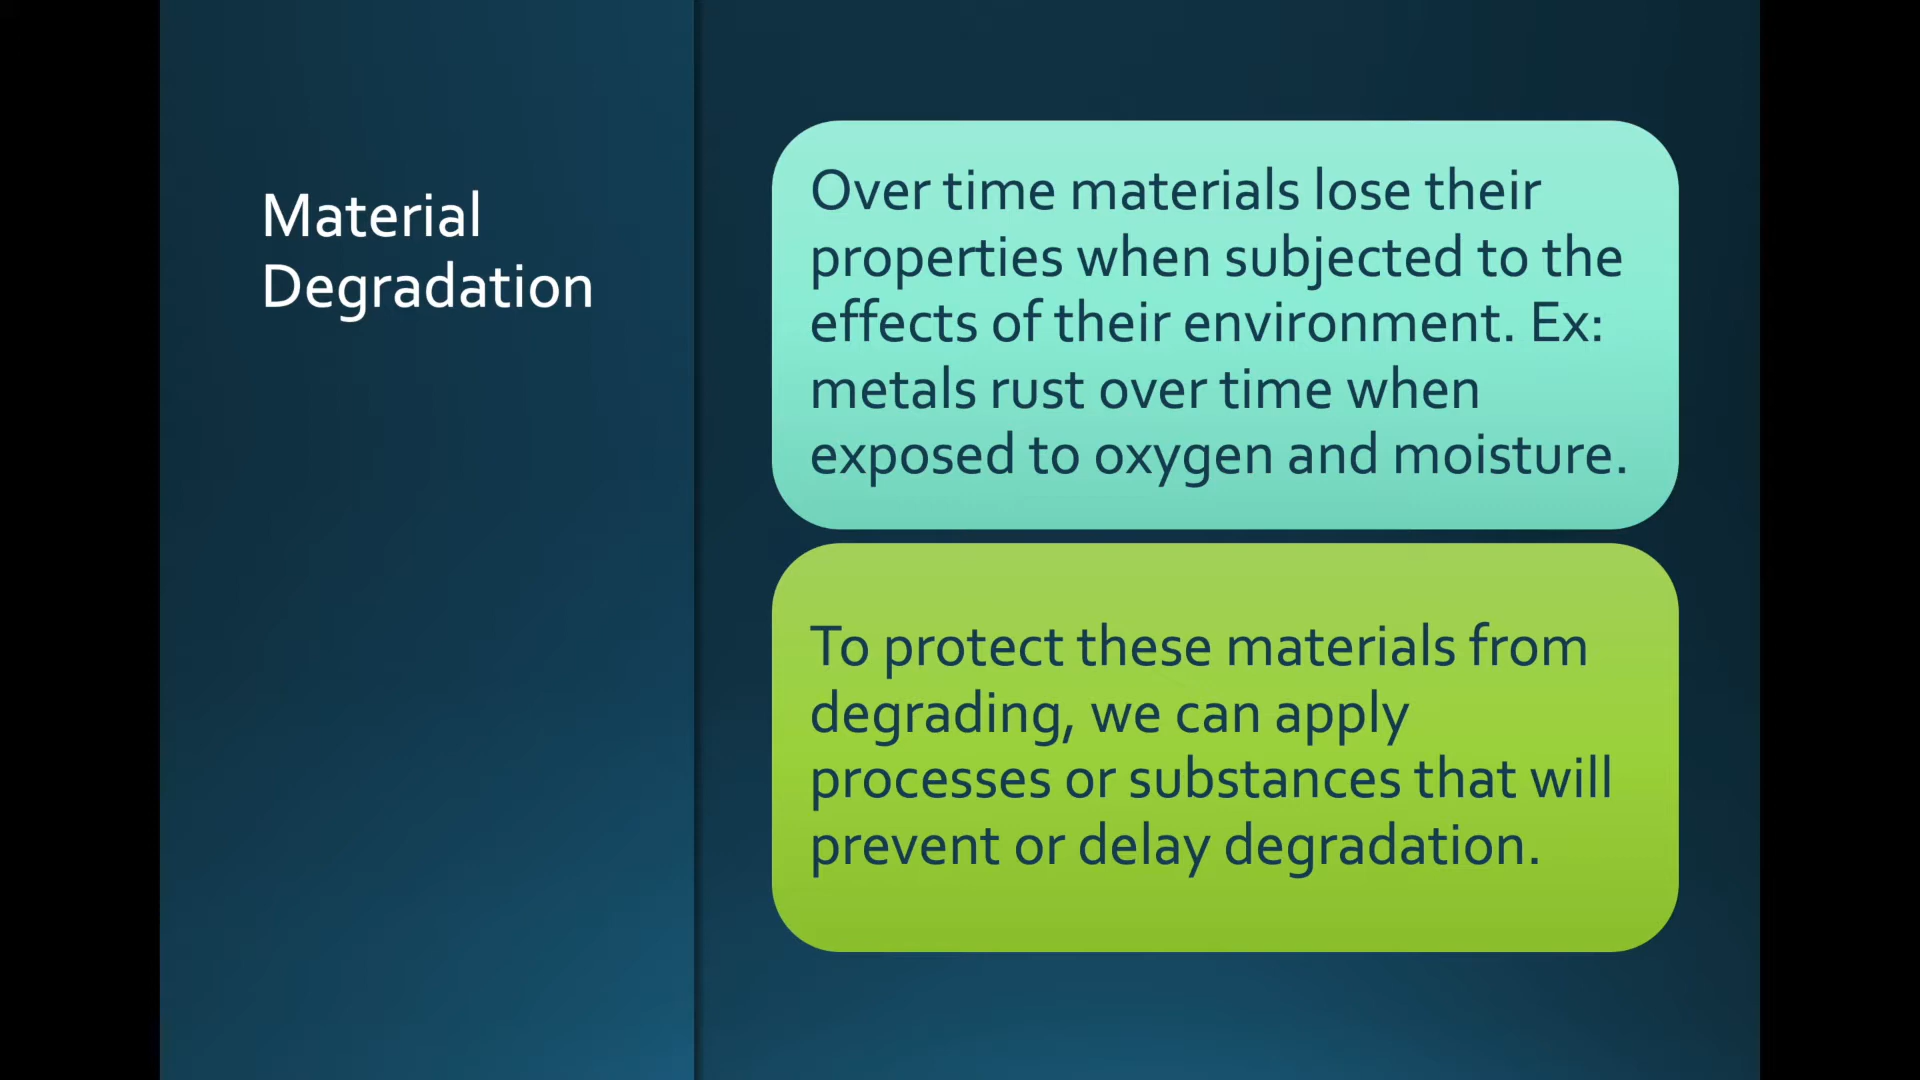 Material
Degradation
Over time materials lose their
properties when subjected to the
effects of their environment. Ex:
metals rust over time when
exposed to oxygen and moisture.
To protect these materials from
degrading, we can apply
processes or substances that will
prevent or delay degradation.